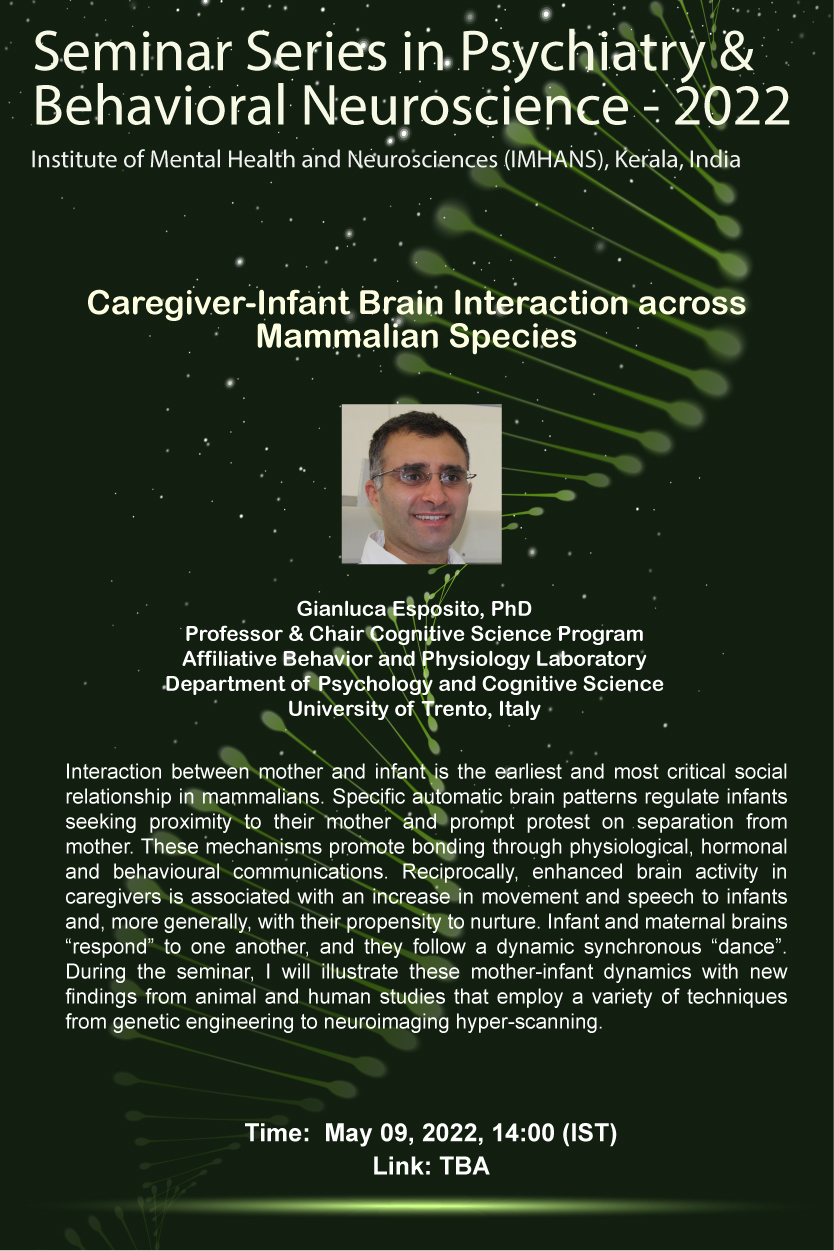 Seminar Series in Psychiatry &
Behavioral Neuroscience - 2022
Institute of Mental Health and Neurosciences (IMHANS), Kerala, India
Caregiver-Infant Brain Interaction across
Mammalian Species
Gianluca Esposito, PhD
Professor & Chair Cognitive Science Program
Affiliative Behavior and Physiology Laboratory
Department of Psychology and Cognitive Science
University of Trento, Italy
Interaction between mother and infant is the earliest and most critical social
relationship in mammalians. Specific automatic brain patterns regulate infants
seeking proximity to their mother and prompt protest on separation from
mother. These mechanisms promote bonding through physiological, hormonal
and behavioural communications. Reciprocally, enhanced brain activity in
caregivers is associated with an increase in movement and speech to infants
and, more generally, with their propensity to nurture. Infant and maternal brains
“respond” to one another, and they follow a dynamic synchronous “dance”.
During the seminar, I will illustrate these mother-infant dynamics with new
findings from animal and human studies that employ a variety of techniques
from genetic engineering to neuroimaging hyper-scanning.
Time: May 09, 2022, 14:00 (IST)
Link: TBA